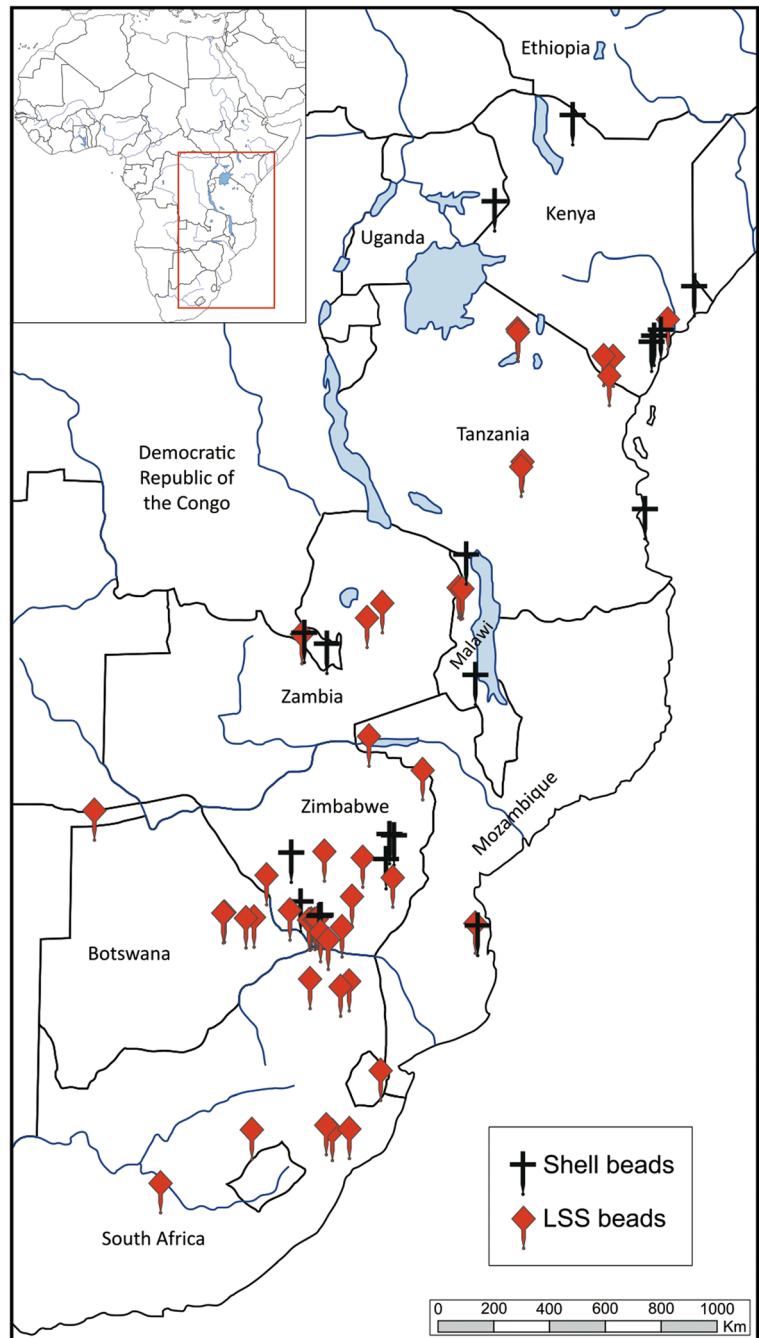 Ethiopia
Kenya
Uganda
Tanzania
Democratic
Republic of
the Congo
Malawi
Zambia
Zimbabwe
Mozambique
Botswana
Shell beads
LSS beads
South Africa
0 200 400 600 800 1000
Km